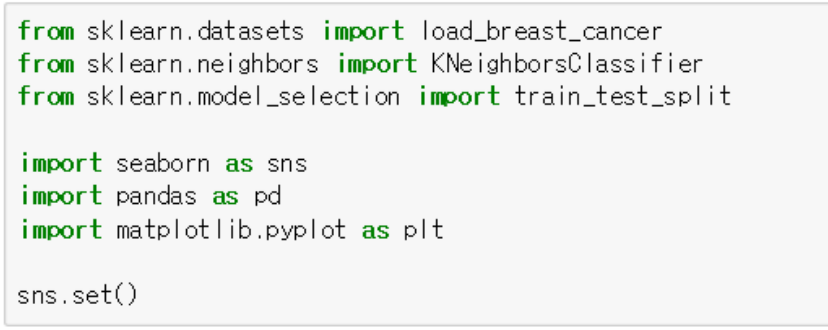 from sklearn.datasets import load_breast_cancer
from sklearn.neighbors import KNeighborsClassifier
from sklearn.model_selection import train_test_split
import seaborn as sns
import pandas as pd
import matplotlib.pyplot as plt
sns.set()